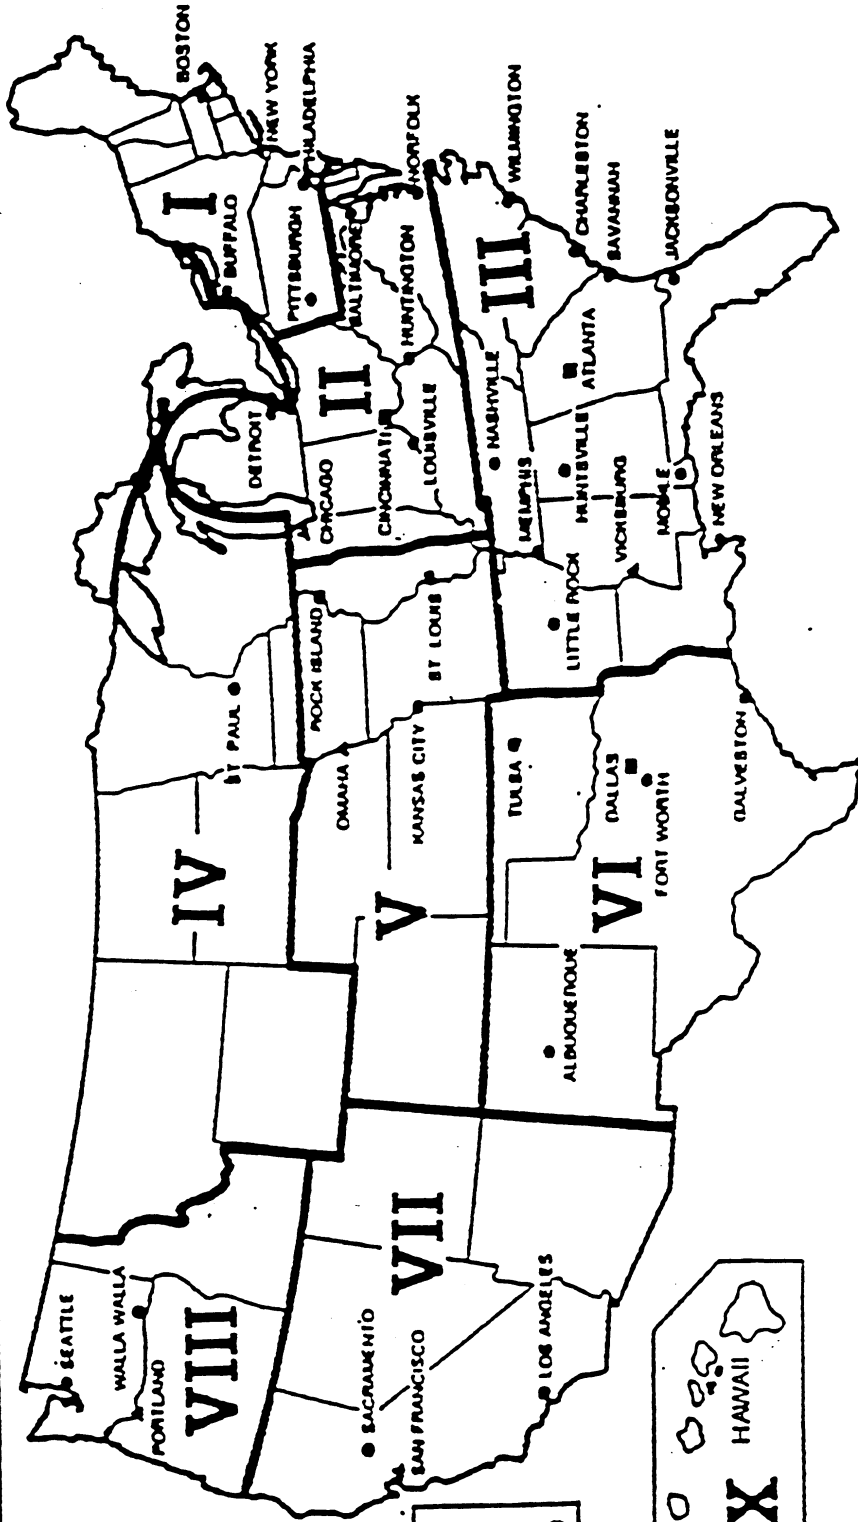 BOSTON
NEW YORK
PHILADELPHIA
I
BUFFALO
PITTSBURGH
BALTIMORE
NORFOLK
HUNTINGTON
WILMINGTON
CHARLESTON
SAVANNAH
JACKSONVILLE
III
II
DETROIT
CHICAGO
CINCINNATI
LOUISVILLE
NASHVILLE
ATLANTA
MEMPHIS
HUNTSVILLE
VICKSBURG
MOBILE
NEW ORLEANS
ST PAUL
ROCK ISLAND
ST LOUIS
LITTLE ROCK
OMAHA
KANSAS CITY
TULSA
DALLAS
FORT WORTH
GALVESTON
IV
V
VI
ALBUQUERQUE
SEATTLE
WALLA WALLA
PORTLAND
VIII
VII
SACRAMENTO
SAN FRANCISCO
LOS ANGELES
HAWAII
X